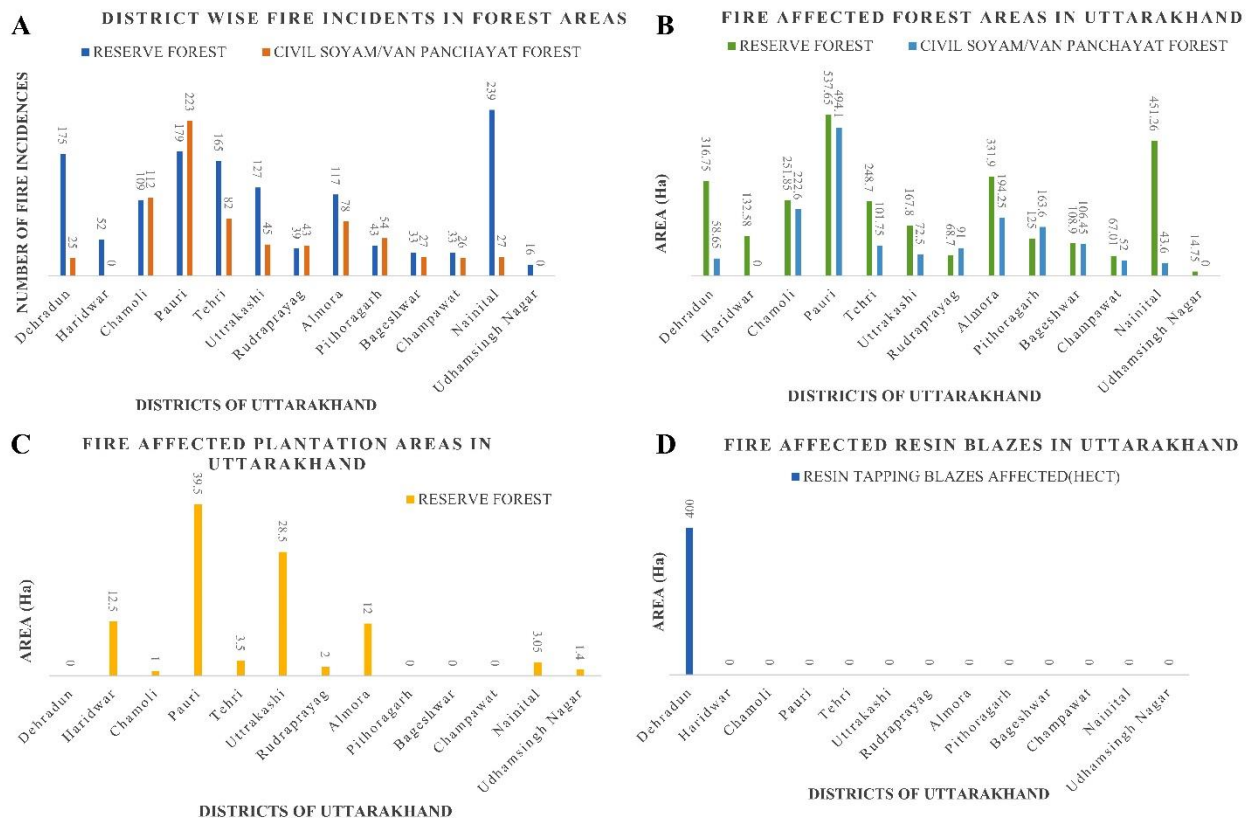 A
DISTRICT WISE FIRE INCIDENTS IN FOREST AREAS
RESERVE FOREST
CIVIL SOYAM/VAN PANCHAYAT FOREST
NUMBER OF FIRE INCIDENCES
175
25
52
0
109
112
179
223
165
82
127
45
39
43
117
78
43
54
33
27
33
26
239
27
16
0
Dehradun
Haridwar
Chamoli
Pauri
Tehri
Uttrakashi
Rudraprayag
Almora
Pithoragarh
Bageshwar
Champawat
Nainital
Udhamsingh Nagar
DISTRICTS OF UTTARAKHAND
B
FIRE AFFECTED FOREST AREAS IN UTTARAKHAND
RESERVE FOREST
CIVIL SOYAM/VAN PANCHAYAT FOREST
AREA (Ha)
316.75
58.65
132.58
0
251.85
222.6
537.65
494.1
248.7
101.75
167.8
72.5
68.7
91
331.9
194.25
125
163.6
108.9
106.45
67.01
52
451.26
43.6
14.75
0
Dehradun
Haridwar
Chamoli
Pauri
Tehri
Uttrakashi
Rudraprayag
Almora
Pithoragarh
Bageshwar
Champawat
Nainital
Udhamsingh Nagar
DISTRICTS OF UTTARAKHAND
C
FIRE AFFECTED PLANTATION AREAS IN
UTTARAKHAND
RESERVE FOREST
AREA (Ha)
0
12.5
1
39.5
3.5
28.5
2
12
0
0
0
3.05
1.4
Dehradun
Haridwar
Chamoli
Pauri
Tehri
Uttrakashi
Rudraprayag
Almora
Pithoragarh
Bageshwar
Champawat
Nainital
Udhamsingh Nagar
DISTRICTS OF UTTARAKHAND
D
FIRE AFFECTED RESIN BLAZES IN UTTARAKHAND
RESIN TAPPING BLAZES AFFECTED(HECT)
AREA (Ha)
400
0
0
0
0
0
0
0
0
0
0
0
0
Dehradun
Haridwar
Chamoli
Pauri
Tehri
Uttrakashi
Rudraprayag
Almora
Pithoragarh
Bageshwar
Champawat
Nainital
Udhamsingh Nagar
DISTRICTS OF UTTARAKHAND